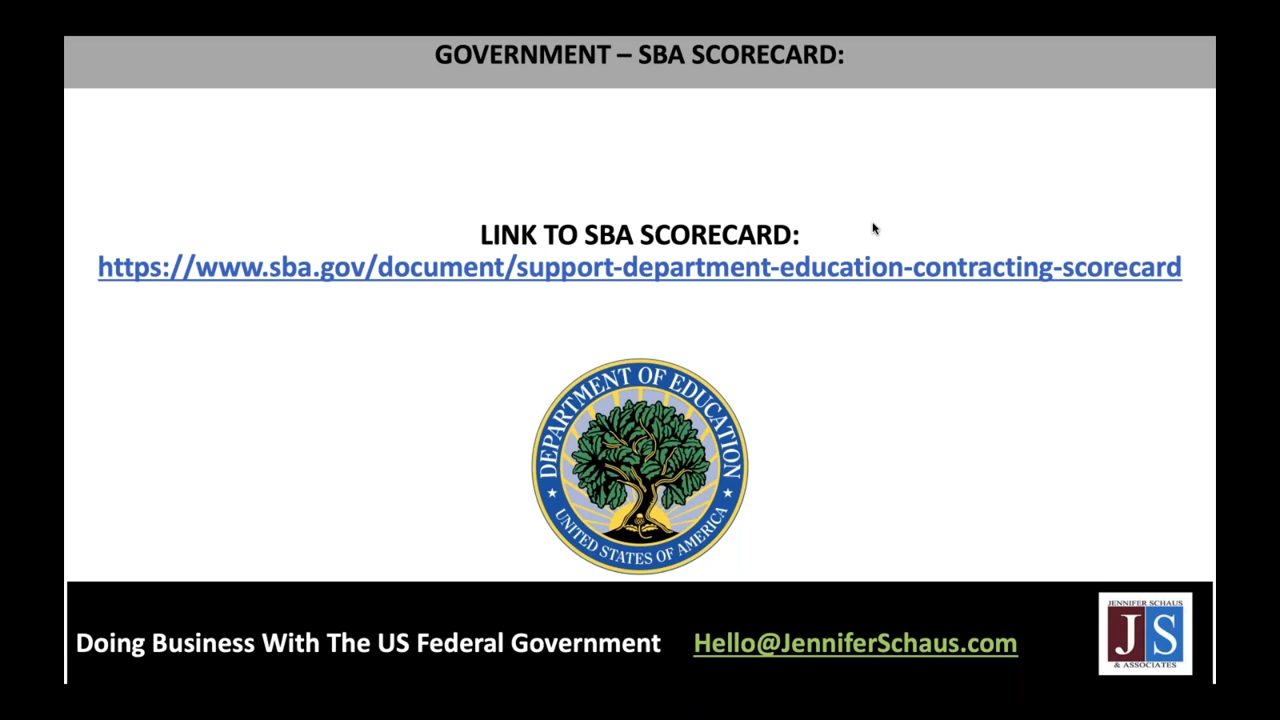 GOVERNMENT – SBA SCORECARD:
LINK TO SBA SCORECARD:
https://www.sba.gov/document/support-department-education-contracting-scorecard
DEPARTMENT OF EDUCATION
UNITED STATES OF AMERICA
Doing Business With The US Federal Government
Hello@JenniferSchaus.com
JENNIFER SCHAUS
JS
& ASSOCIATES